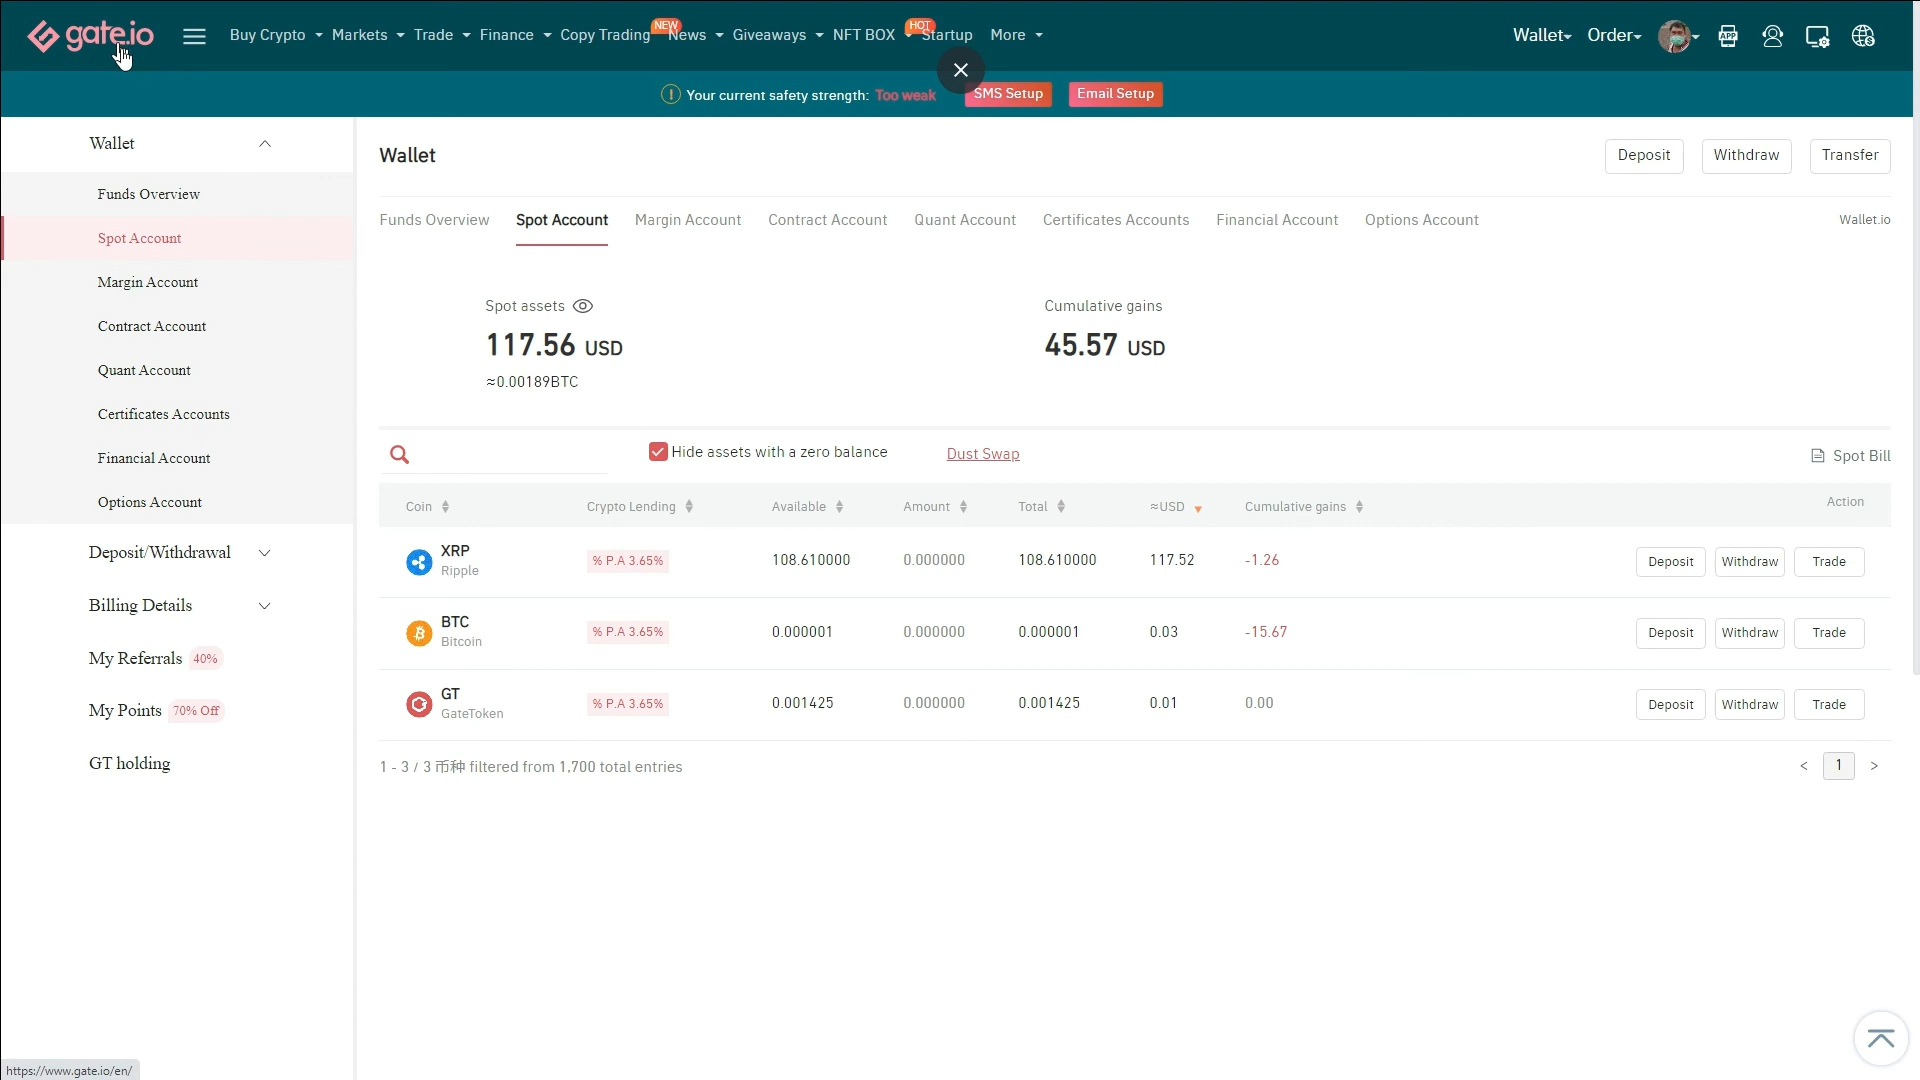 gate.io
Buy Crypto Markets Trade Finance Copy Trading NEW News Giveaways NFT BOX HOT Startup More
Wallet Order
APP
Your current safety strength: Too weak SMS Setup Email Setup
Wallet
Funds Overview
Spot Account
Margin Account
Contract Account
Quant Account
Certificates Accounts
Financial Account
Options Account
Deposit/Withdrawal
Billing Details
My Referrals 40%
My Points 70% Off
GT holding
Wallet
Deposit Withdraw Transfer
Funds Overview Spot Account Margin Account Contract Account Quant Account Certificates Accounts Financial Account Options Account Wallet.io
Spot assets Cumulative gains
117.56 USD 45.57 USD
≈0.00189BTC
Hide assets with a zero balance Dust Swap Spot Bill
Coin Crypto Lending Available Amount Total ≈USD Cumulative gains Action
XRP
Ripple
% P.A 3.65% 108.610000 0.000000 108.610000 117.52 -1.26 Deposit Withdraw Trade
BTC
Bitcoin
% P.A 3.65% 0.000001 0.000000 0.000001 0.03 -15.67 Deposit Withdraw Trade
GT
GateToken
% P.A 3.65% 0.001425 0.000000 0.001425 0.01 0.00 Deposit Withdraw Trade
1 - 3 / 3 币种 filtered from 1,700 total entries
< 1 >
https://www.gate.io/en/